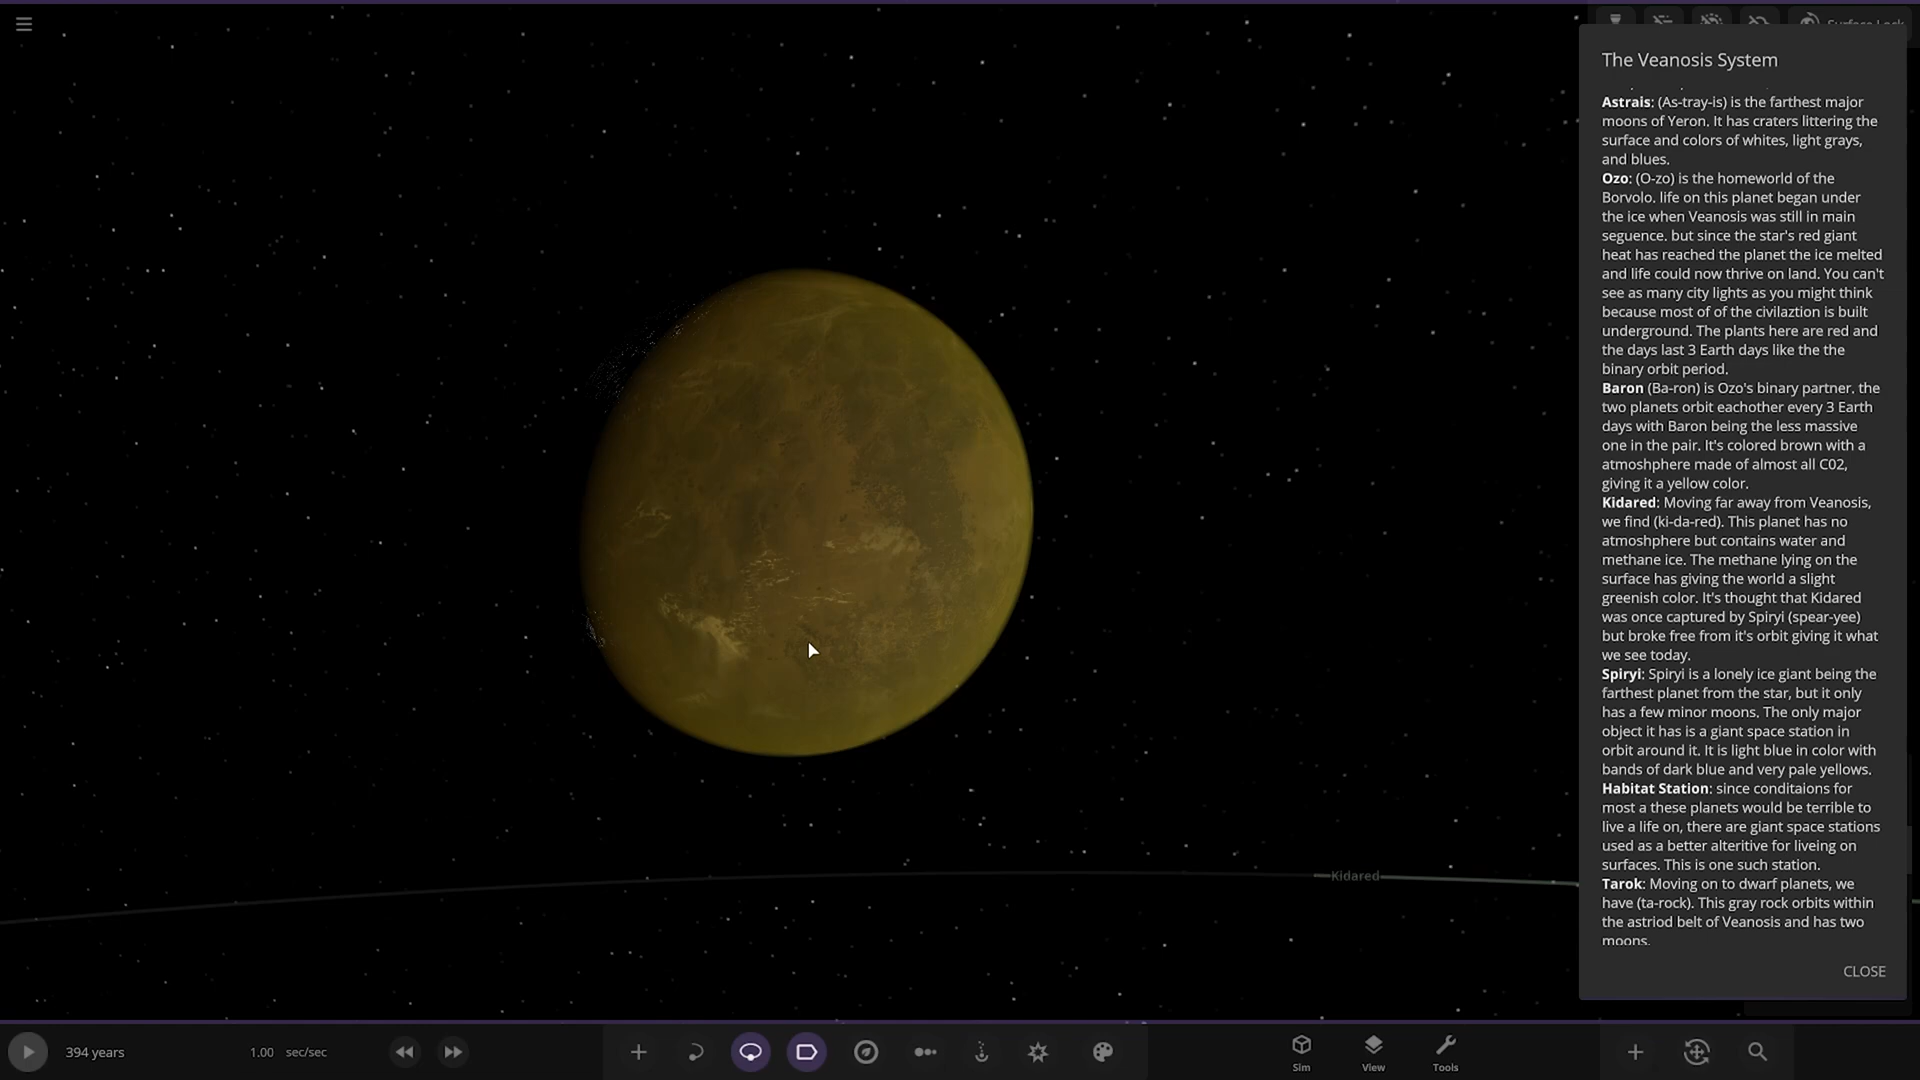 Surface Lock
The Veanosis System
Astrais: (As-tray-is) is the farthest major
moons of Yeron. It has craters littering the
surface and colors of whites, light grays,
and blues.
Ozo: (O-zo) is the homeworld of the
Borvolo. life on this planet began under
the ice when Veanosis was still in main
seguence. but since the star's red giant
heat has reached the planet the ice melted
and life could now thrive on land. You can't
see as many city lights as you might think
because most of of the civilaztion is built
underground. The plants here are red and
the days last 3 Earth days like the the
binary orbit period.
Baron (Ba-ron) is Ozo's binary partner. the
two planets orbit eachother every 3 Earth
days with Baron being the less massive
one in the pair. It's colored brown with a
atmoshphere made of almost all C02,
giving it a yellow color.
Kidared: Moving far away from Veanosis,
we find (ki-da-red). This planet has no
atmoshphere but contains water and
methane ice. The methane lying on the
surface has giving the world a slight
greenish color. It's thought that Kidared
was once captured by Spiryi (spear-yee)
but broke free from it's orbit giving it what
we see today.
Spiryi: Spiryi is a lonely ice giant being the
farthest planet from the star, but it only
has a few minor moons. The only major
object it has is a giant space station in
orbit around it. It is light blue in color with
bands of dark blue and very pale yellows.
Habitat Station: since conditaions for
most a these planets would be terrible to
live a life on, there are giant space stations
used as a better alteritive for liveing on
surfaces. This is one such station.
Tarok: Moving on to dwarf planets, we
have (ta-rock). This gray rock orbits within
the astriod belt of Veanosis and has two
moons.
CLOSE
Kidared
394 years
1.00 sec/sec
Sim
View
Tools